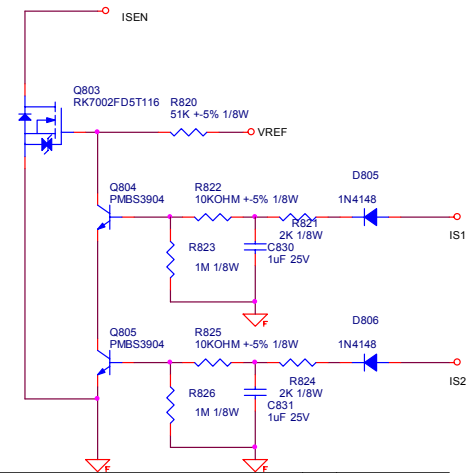 ISEN
Q803
RK7002FD5T116
R820
51K +-5% 1/8W
VREF
D805
Q804
PMBS3904
R822
10KOHM +-5% 1/8W
1N4148
R821
2K 1/8W
IS1
R823
C830
1uF 25V
1M 1/8W
F
D806
Q805
PMBS3904
R825
10KOHM +-5% 1/8W
1N4148
R824
2K 1/8W
IS2
R826
C831
1uF 25V
1M 1/8W
F
F